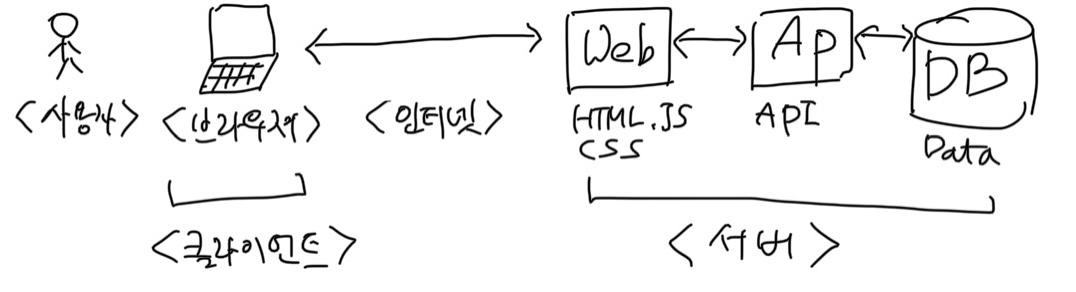 Web
Ap
DB
<사용자>
<브라우저>
<인터넷>
HTML.JS
CSS
API
Data
<클라이언트>
<서버>